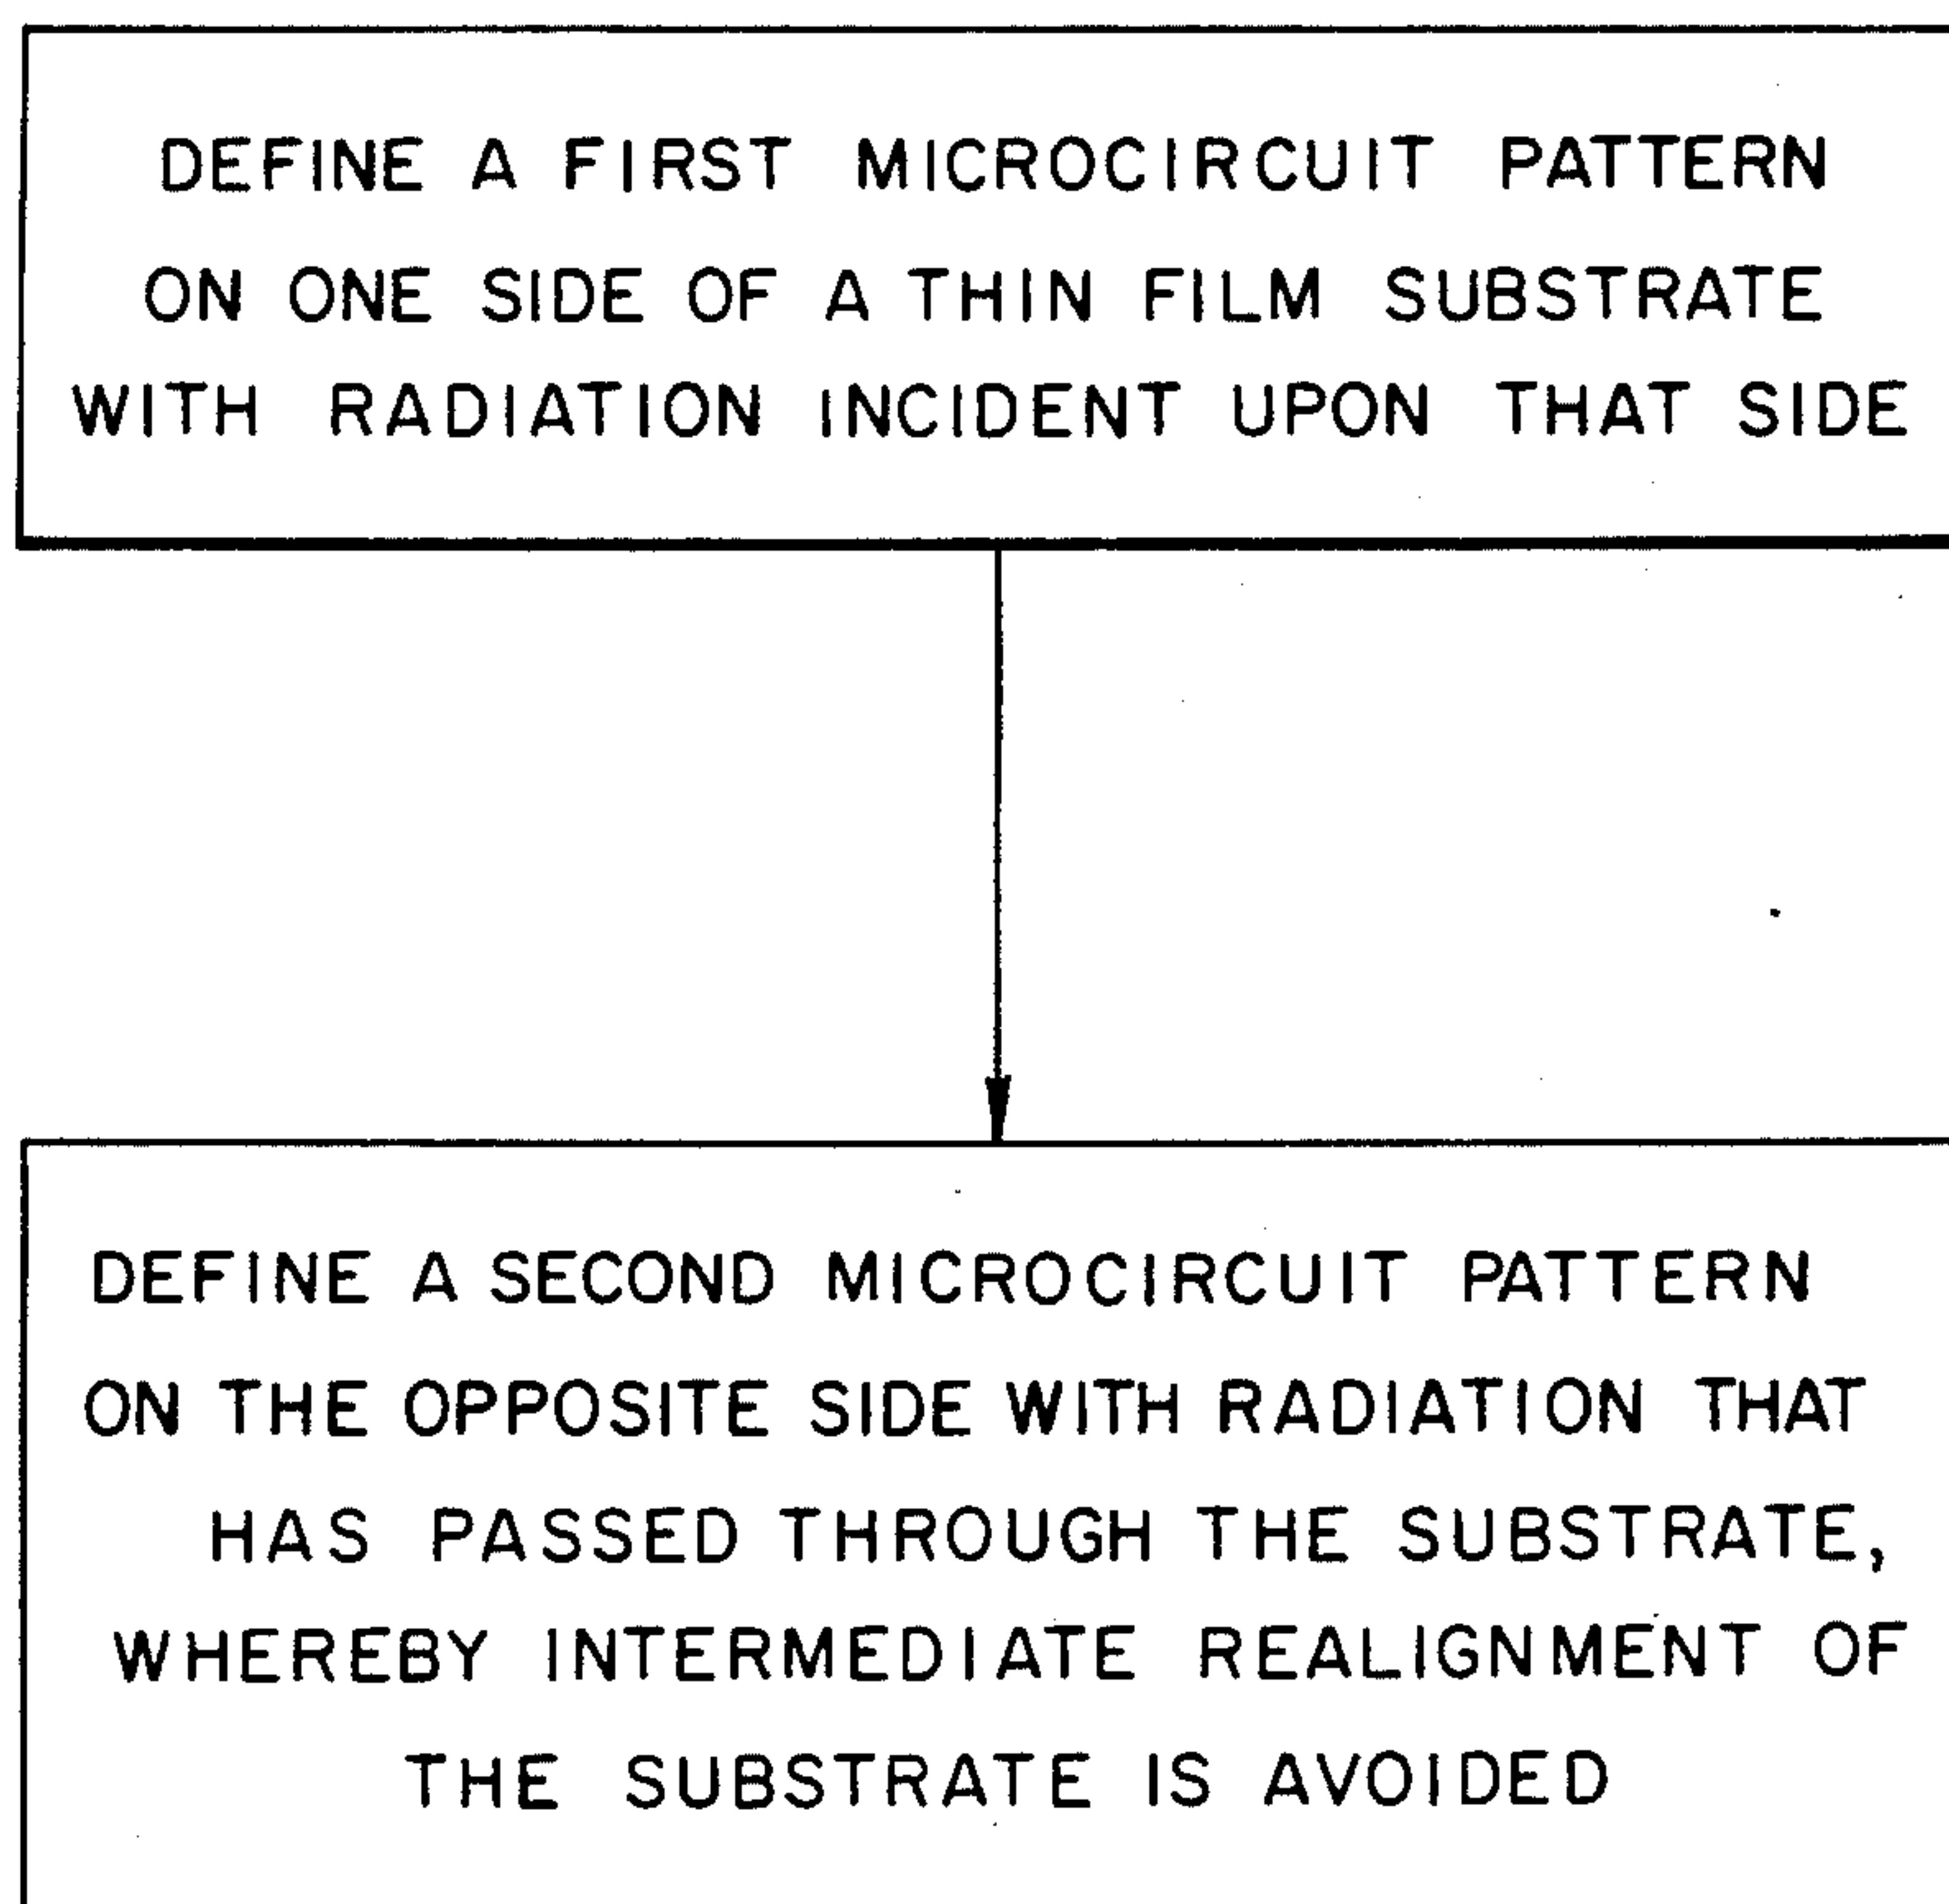 DEFINE A FIRST MICROCIRCUIT PATTERN
ON ONE SIDE OF A THIN FILM SUBSTRATE
WITH RADIATION INCIDENT UPON THAT SIDE
DEFINE A SECOND MICROCIRCUIT PATTERN
ON THE OPPOSITE SIDE WITH RADIATION THAT
HAS PASSED THROUGH THE SUBSTRATE,
WHEREBY INTERMEDIATE REALIGNMENT OF
THE SUBSTRATE IS AVOIDED